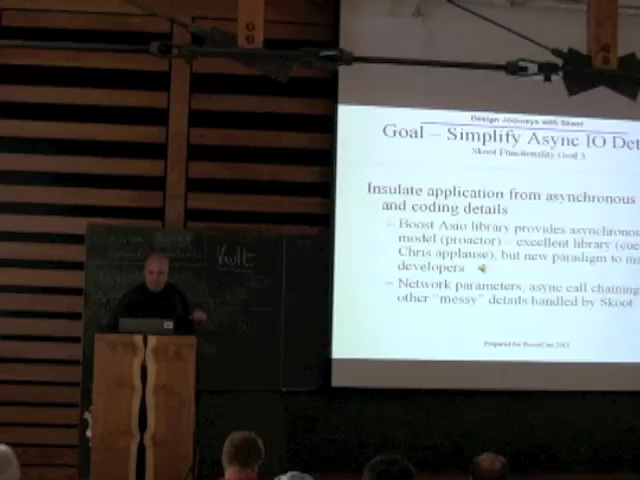 Design Journeys with Skoot
Goal – Simplify Async IO Det
Skoot Functionality Goal 3
Insulate application from asynchronous
and coding details
– Boost Asio library provides asynchronou
model (proactor) – excellent library (cue
Chris applause), but new paradigm to m
developers
– Network parameters, async call chaining
other "messy" details handled by Skoot
Prepared for BoostCon 2011
Vault